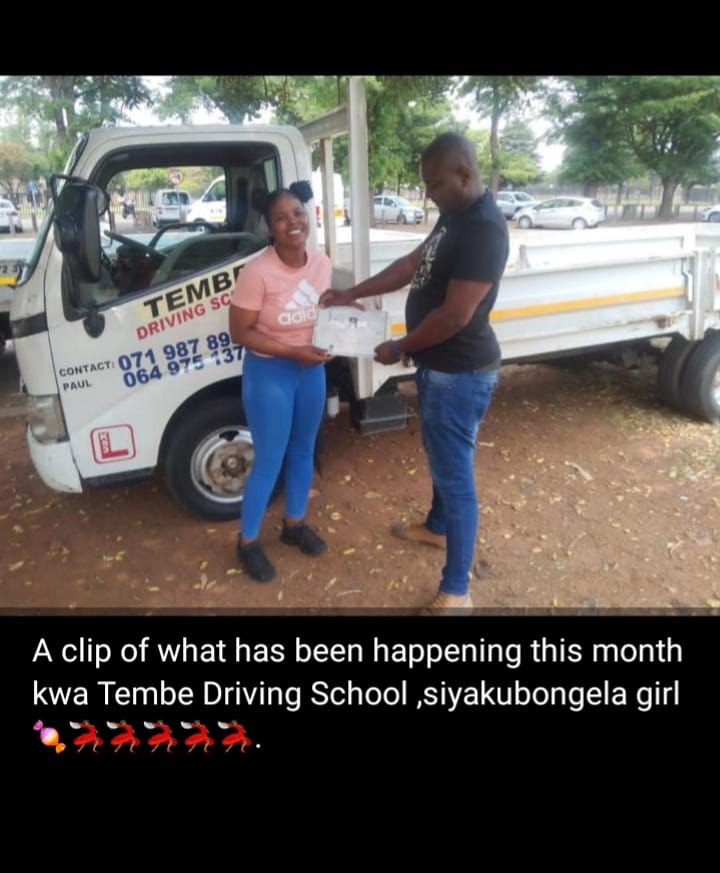 TEMBE
DRIVING SC
CONTACT: 071 987 89
PAUL 064 975 137
L
adidas
A clip of what has been happening this month
kwa Tembe Driving School ,siyakubongela girl
🍬💃🏾💃🏾💃🏾💃🏾💃🏾.